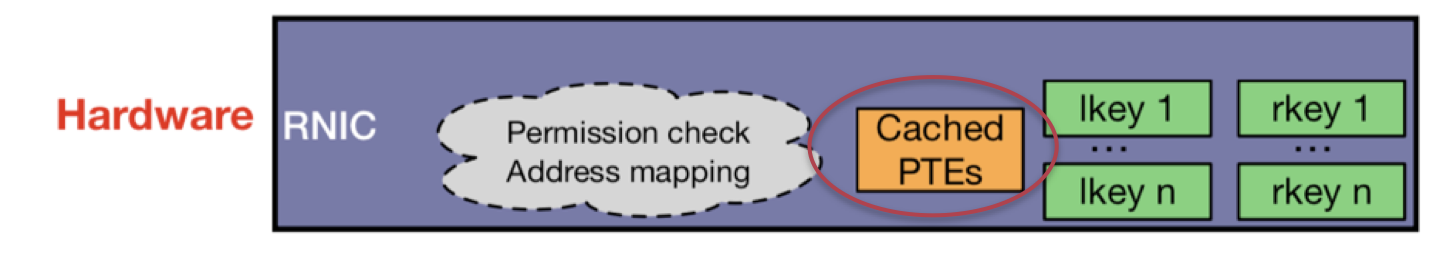 Hardware
RNIC
Permission check
Address mapping
Cached
PTEs
lkey 1
rkey 1
...
...
lkey n
rkey n